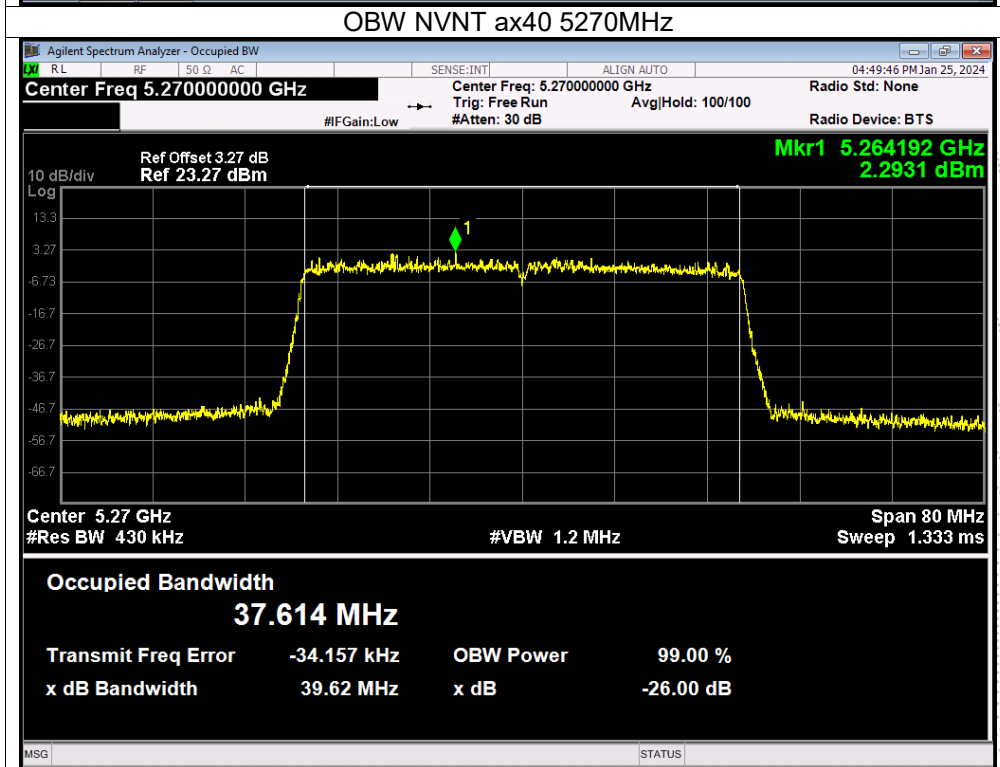 OBW NVNT ax40 5270MHz
Agilent Spectrum Analyzer - Occupied BW
LXI RL RF 50 Ω AC SENSE:INT ALIGN AUTO 04:49:46 PM Jan 25, 2024
Center Freq 5.270000000 GHz Center Freq: 5.270000000 GHz Radio Std: None
Trig: Free Run Avg|Hold: 100/100
#IFGain:Low #Atten: 30 dB Radio Device: BTS
Mkr1 5.264192 GHz
2.2931 dBm
Ref Offset 3.27 dB
10 dB/div Ref 23.27 dBm
Log
13.3
1
3.27
-6.73
-16.7
-26.7
-36.7
-46.7
-56.7
-66.7
Center 5.27 GHz Span 80 MHz
#Res BW 430 kHz #VBW 1.2 MHz Sweep 1.333 ms
Occupied Bandwidth
37.614 MHz
Transmit Freq Error -34.157 kHz OBW Power 99.00 %
x dB Bandwidth 39.62 MHz x dB -26.00 dB
MSG STATUS